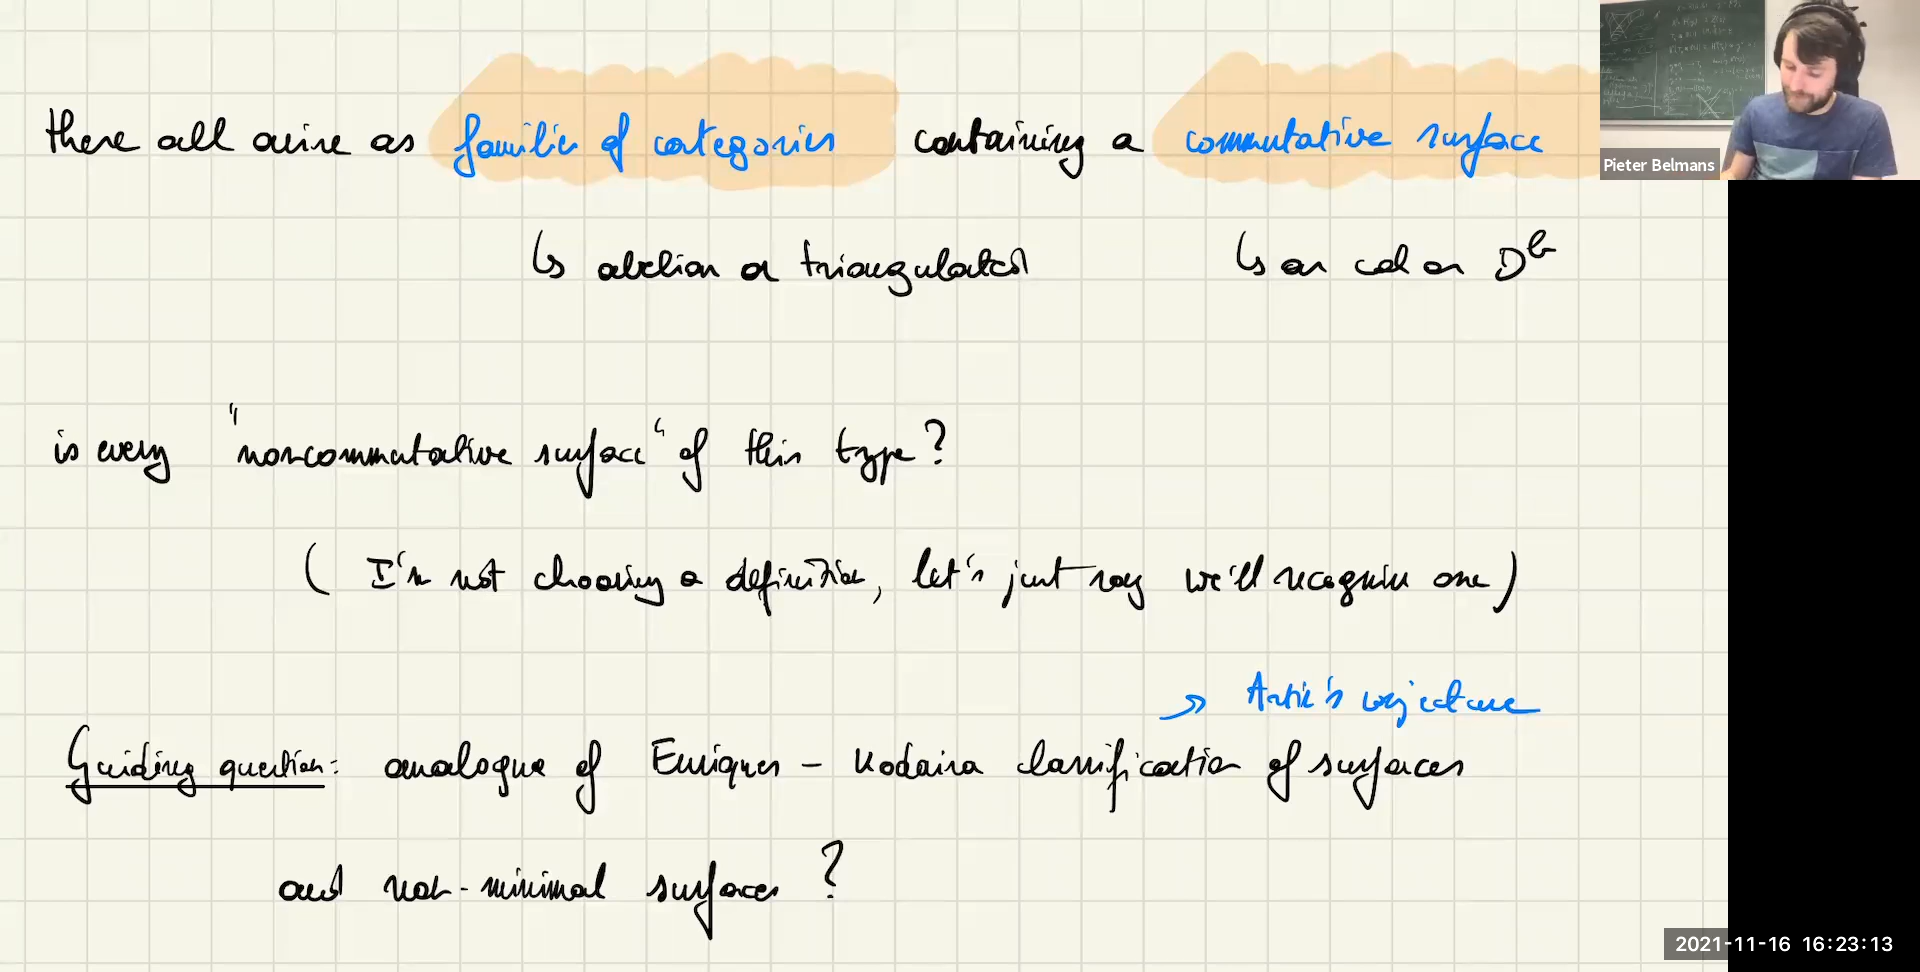 these all arise as families of categories containing a commutative surface
Pieter Belmans
↳ abelian or triangulated ↳ as coh or D^b
is every "noncommutative surface" of this type?
(I'm not choosing a definition, let's just say we'll recognise one)
→ Artin's conjecture
Guiding question: analogue of Enriques - Kodaira classification of surfaces
and non-minimal surfaces?
2021-11-16 16:23:13